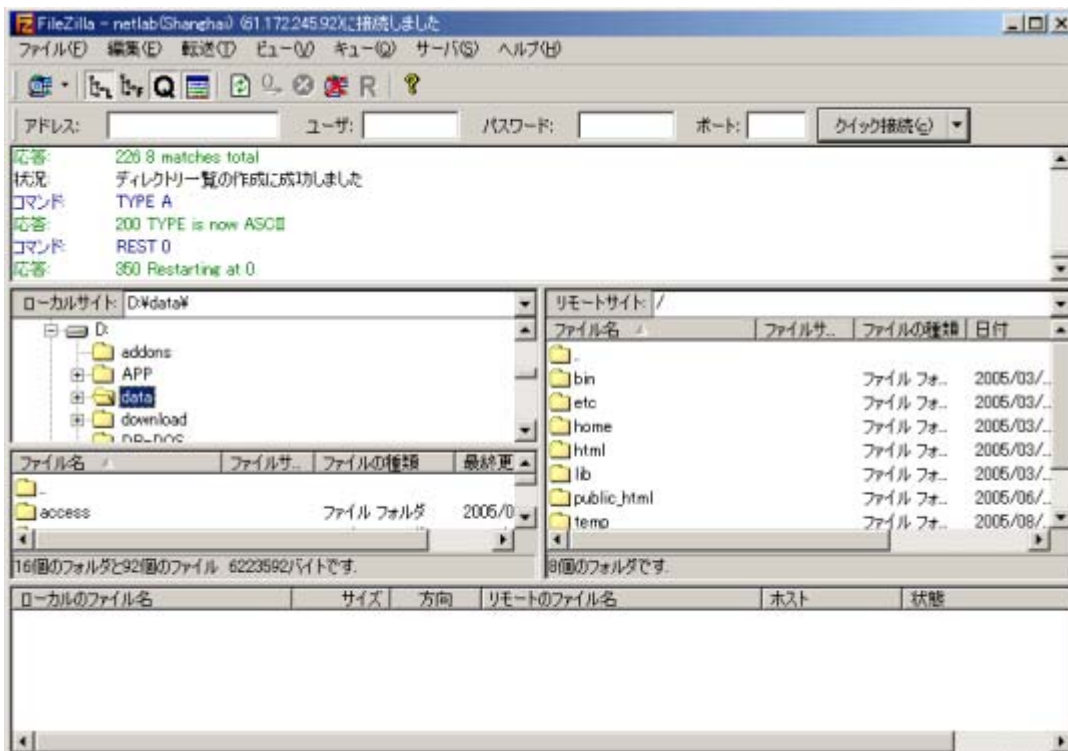 FileZilla - netlab(Shanghai) (61.172.245.92)に接続しました
ファイル(F) 編集(E) 転送(T) ビュー(V) キュー(Q) サーバ(S) ヘルプ(H)
アドレス: ユーザ: パスワード: ポート: クイック接続(c)
応答: 226 8 matches total
状況: ディレクトリ一覧の作成に成功しました
コマンド: TYPE A
応答: 200 TYPE is now ASCII
コマンド: REST 0
応答: 350 Restarting at 0
ローカルサイト: D:¥data¥
D:
addons
APP
data
download
DR-DOS
ファイル名 ファイルサ... ファイルの種類 最終更
..
access ファイル フォルダ 2005/0
16個のフォルダと92個のファイル 6223592バイトです.
リモートサイト: /
ファイル名 ファイルサ... ファイルの種類 日付
..
bin ファイル フォ... 2005/03/...
etc ファイル フォ... 2005/03/...
home ファイル フォ... 2005/03/...
html ファイル フォ... 2005/03/...
lib ファイル フォ... 2005/03/...
public_html ファイル フォ... 2005/06/...
temp ファイル フォ... 2005/08/...
8個のフォルダです.
ローカルのファイル名 サイズ 方向 リモートのファイル名 ホスト 状態